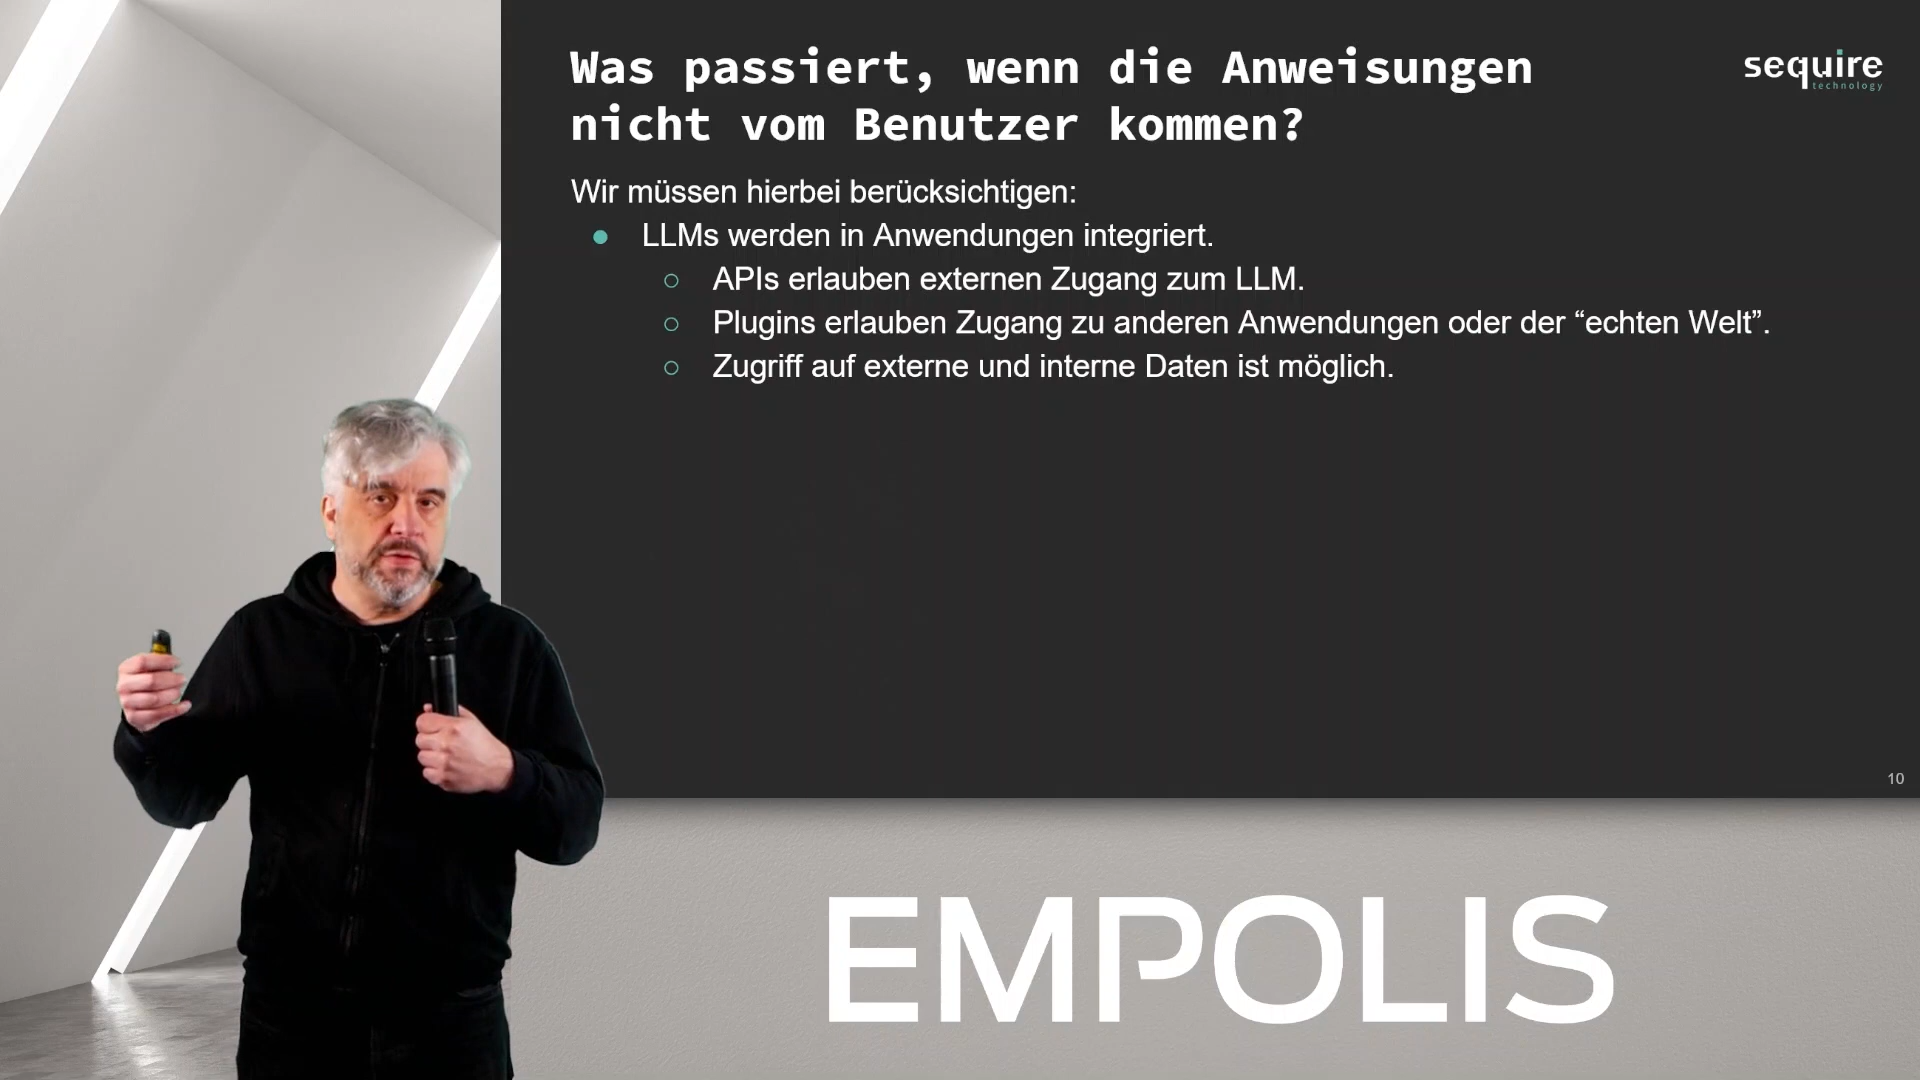 Was passiert, wenn die Anweisungen
nicht vom Benutzer kommen?
sequire
technology
Wir müssen hierbei berücksichtigen:
LLMs werden in Anwendungen integriert.
APIs erlauben externen Zugang zum LLM.
Plugins erlauben Zugang zu anderen Anwendungen oder der “echten Welt”.
Zugriff auf externe und interne Daten ist möglich.
10
EMPOLIS